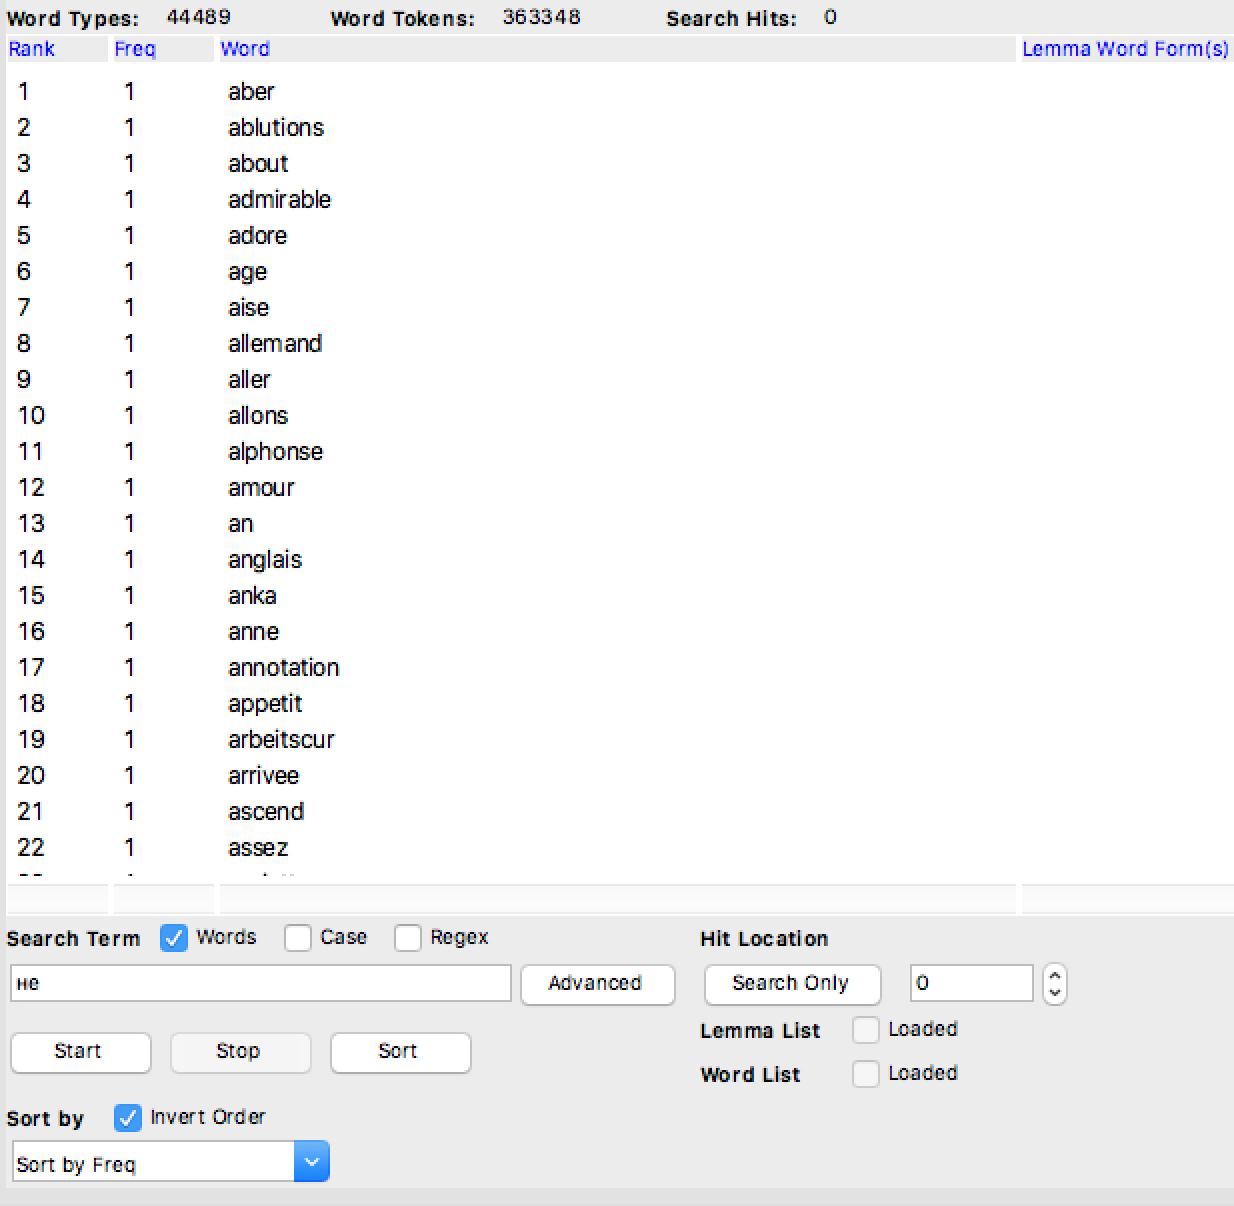 Word Types: 44489 Word Tokens: 363348 Search Hits: 0
Rank Freq Word Lemma Word Form(s)
1 1 aber
2 1 ablutions
3 1 about
4 1 admirable
5 1 adore
6 1 age
7 1 aise
8 1 allemand
9 1 aller
10 1 allons
11 1 alphonse
12 1 amour
13 1 an
14 1 anglais
15 1 anka
16 1 anne
17 1 annotation
18 1 appetit
19 1 arbeitscur
20 1 arrivee
21 1 ascend
22 1 assez
Search Term Words Case Regex Hit Location
не Advanced Search Only 0
Lemma List Loaded
Start Stop Sort
Word List Loaded
Sort by Invert Order
Sort by Freq